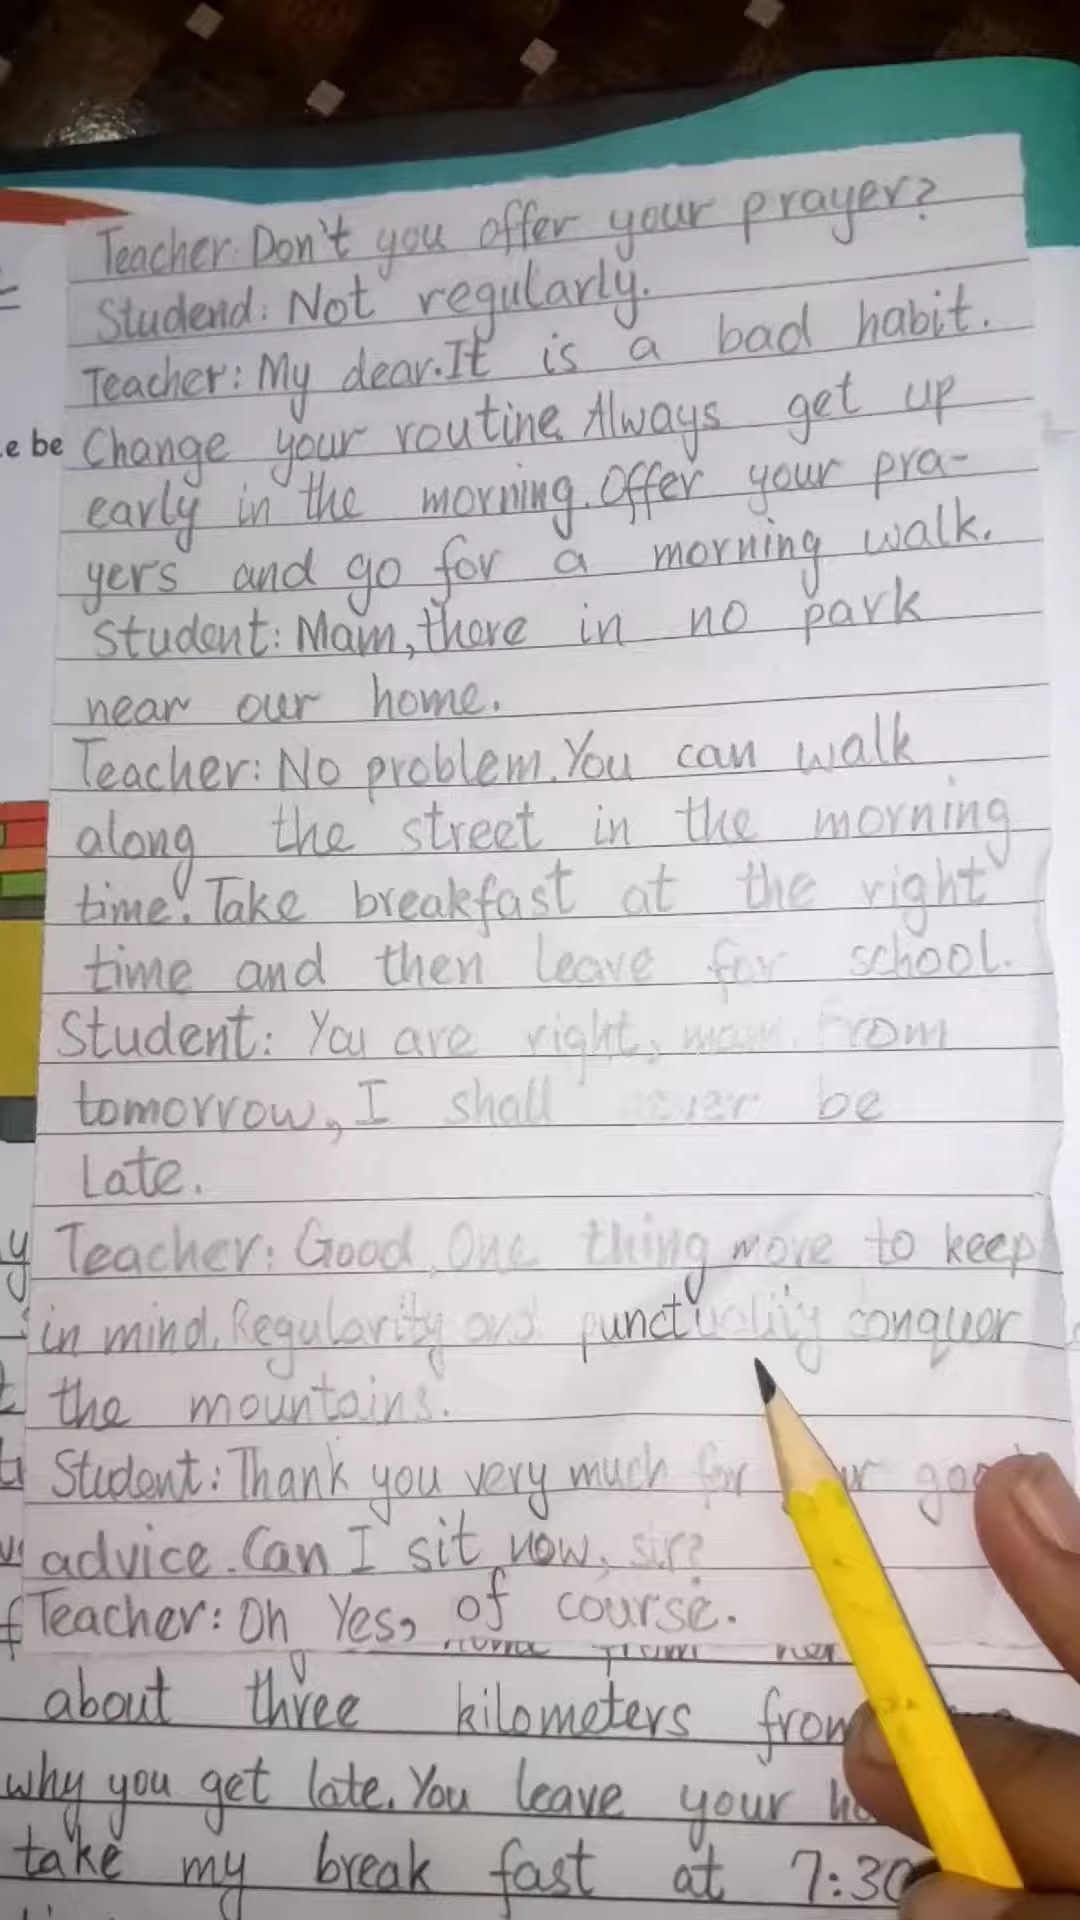 Teacher: Don't you offer your prayer?
Studend: Not regularly.
Teacher: My dear. It is a bad habit.
e be
Change your routine. Always get up
early in the morning. Offer your pra-
yers and go for a morning walk.
Student: Mam, there in no park
near our home.
Teacher: No problem. You can walk
along the street in the morning
time. Take breakfast at the right
time and then leave for school.
Student: You are right, mam. From
tomorrow, I shall never be
Late.
Teacher: Good. One thing more to keep
in mind. Regularity and punctuality conquer
the mountains.
Student: Thank you very much for
advice. Can I sit now, sir?
Teacher: Oh Yes, of course.
about three kilometers from
why you get late. You leave your
take my break fast at 7:30